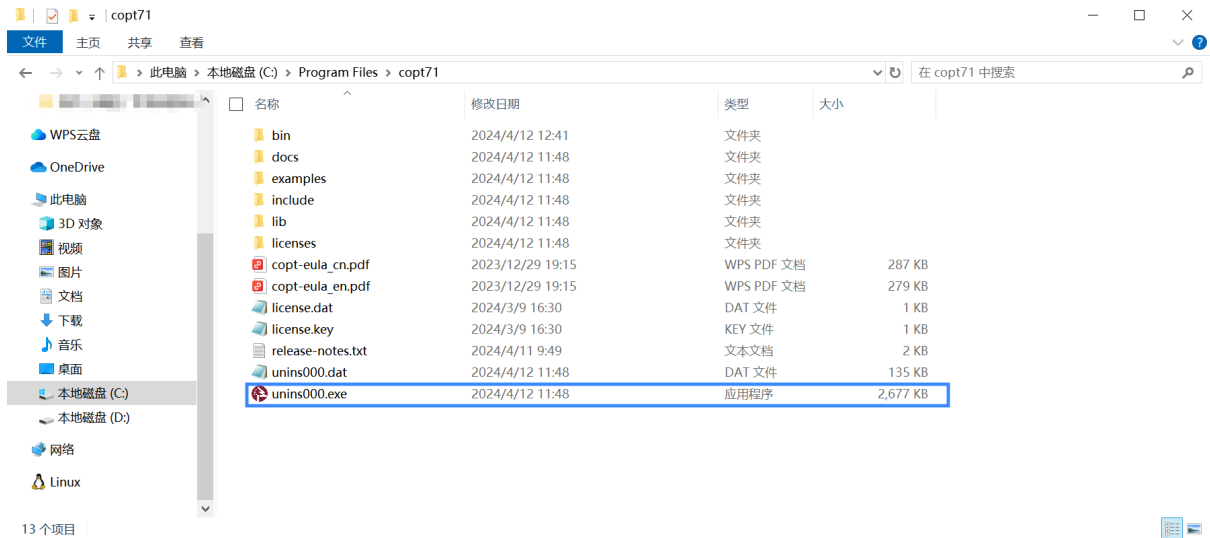 copt71
文件 主页 共享 查看
此电脑 › 本地磁盘 (C:) › Program Files › copt71
在 copt71 中搜索
WPS云盘
OneDrive
此电脑
3D 对象
视频
图片
文档
下载
音乐
桌面
本地磁盘 (C:)
本地磁盘 (D:)
网络
Linux
名称 修改日期 类型 大小
bin 2024/4/12 12:41 文件夹
docs 2024/4/12 11:48 文件夹
examples 2024/4/12 11:48 文件夹
include 2024/4/12 11:48 文件夹
lib 2024/4/12 11:48 文件夹
licenses 2024/4/12 11:48 文件夹
copt-eula_cn.pdf 2023/12/29 19:15 WPS PDF 文档 287 KB
copt-eula_en.pdf 2023/12/29 19:15 WPS PDF 文档 279 KB
license.dat 2024/3/9 16:30 DAT 文件 1 KB
license.key 2024/3/9 16:30 KEY 文件 1 KB
release-notes.txt 2024/4/11 9:49 文本文档 2 KB
unins000.dat 2024/4/12 11:48 DAT 文件 135 KB
unins000.exe 2024/4/12 11:48 应用程序 2,677 KB
13 个项目